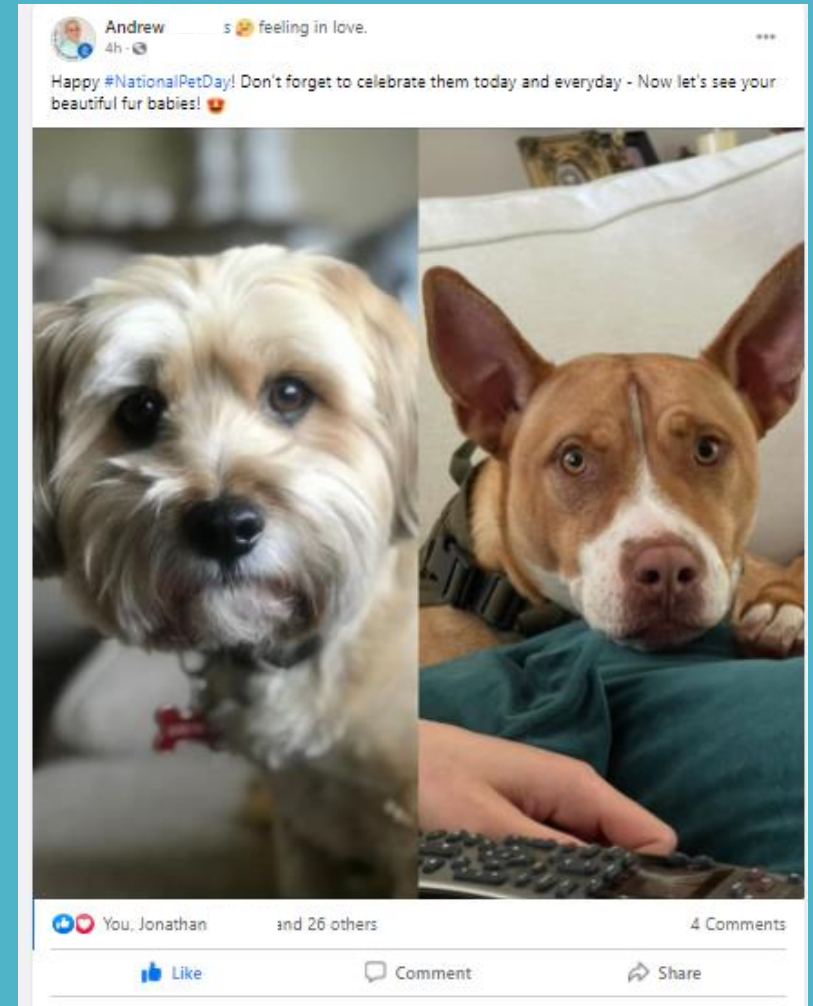 Andrew s feeling in love.
4h
Happy #NationalPetDay! Don't forget to celebrate them today and everyday - Now let's see your
beautiful fur babies!
You, Jonathan and 26 others
4 Comments
Like Comment Share